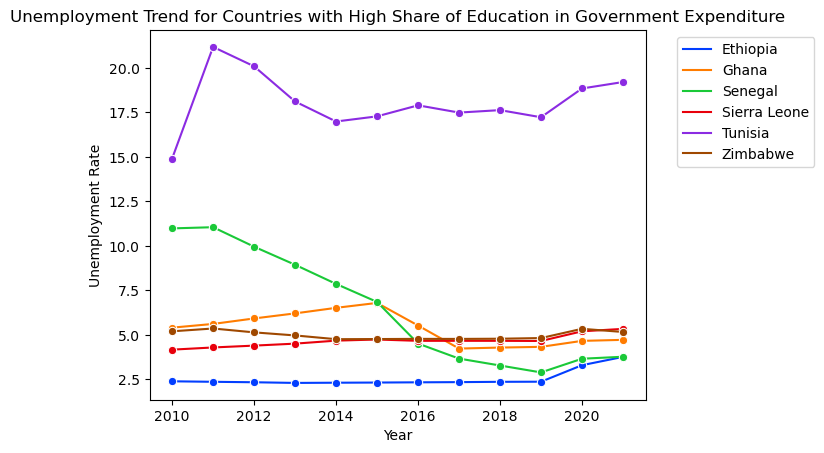 Unemployment Trend for Countries with High Share of Education in Government Expenditure
Ethiopia
Ghana
Senegal
Sierra Leone
Tunisia
Zimbabwe
Unemployment Rate
20.0
17.5
15.0
12.5
10.0
7.5
5.0
2.5
2010 2012 2014 2016 2018 2020
Year